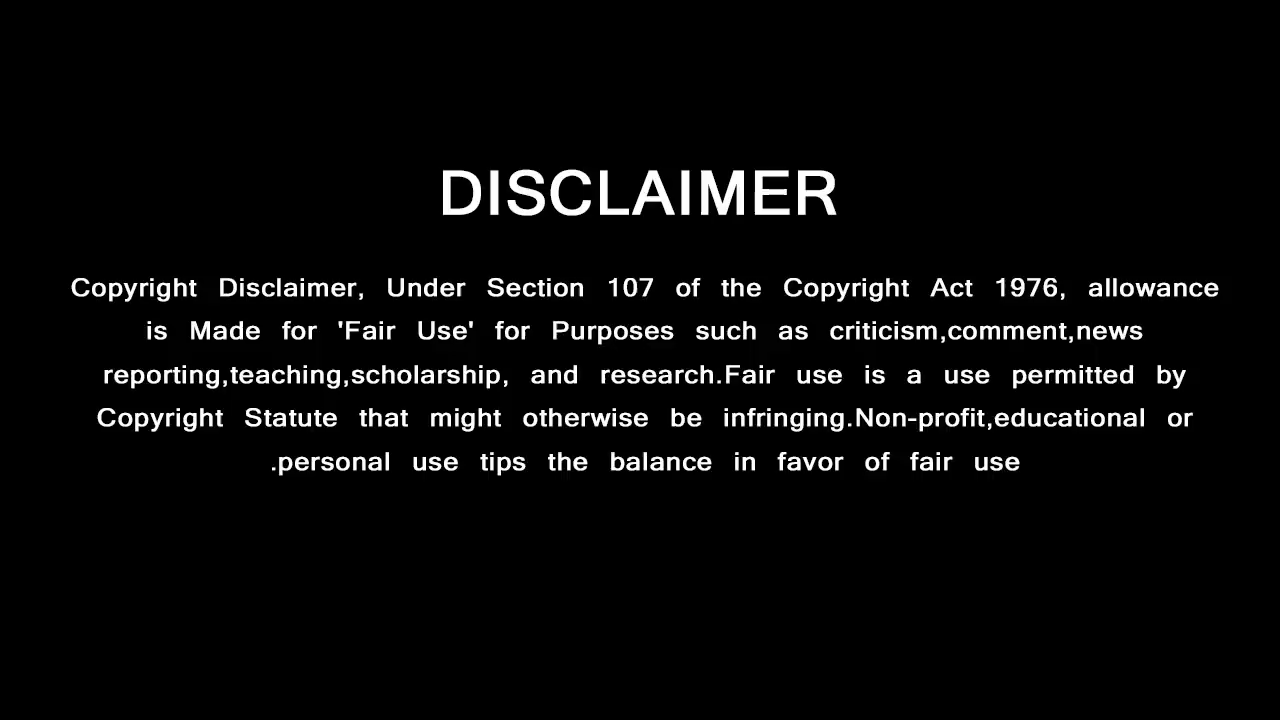 DISCLAIMER
Copyright Disclaimer, Under Section 107 of the Copyright Act 1976, allowance
is Made for 'Fair Use' for Purposes such as criticism,comment,news
reporting,teaching,scholarship, and research.Fair use is a use permitted by
Copyright Statute that might otherwise be infringing.Non-profit,educational or
.personal use tips the balance in favor of fair use